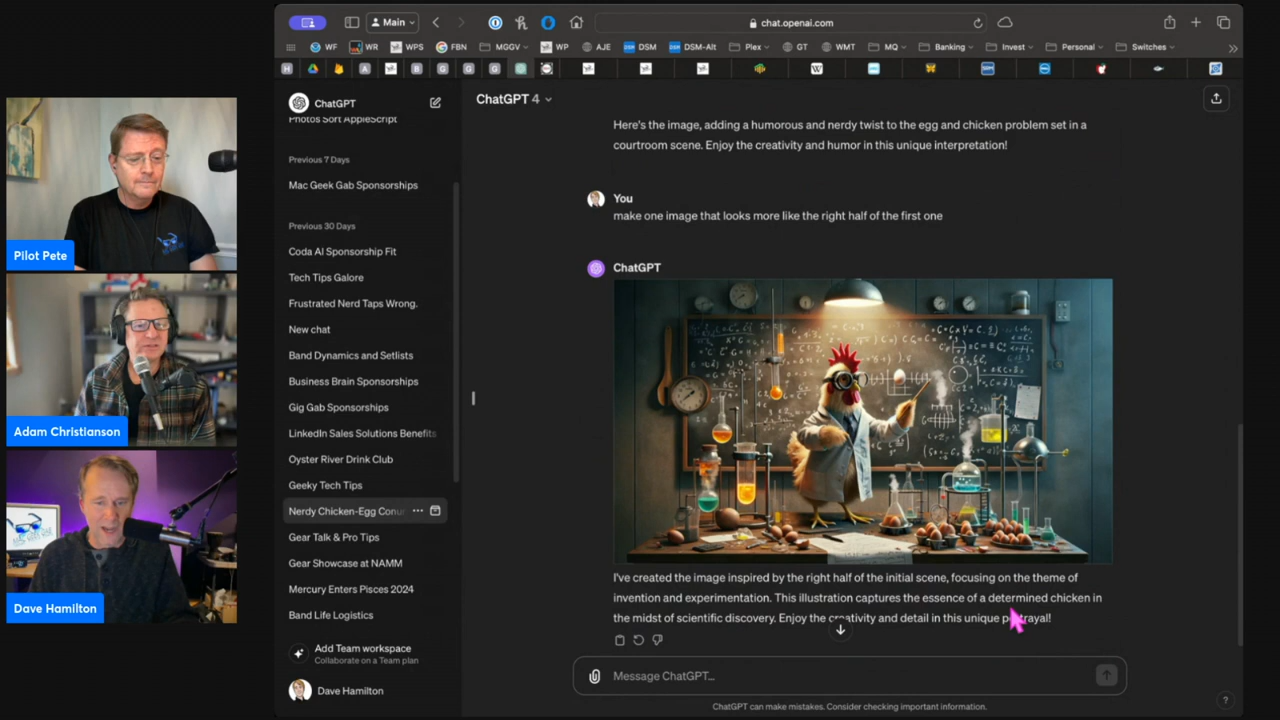 Pilot Pete
Adam Christianson
Dave Hamilton
Main
chat.openai.com
WF
WR
WPS
FBN
MGGV
WP
AJE
DSM
DSM-Alt
Plex
GT
WMT
MQ
Banking
Invest
Personal
Switches
ChatGPT
Photos Sort AppleScript
Previous 7 Days
Mac Geek Gab Sponsorships
Previous 30 Days
Coda AI Sponsorship Fit
Tech Tips Galore
Frustrated Nerd Taps Wrong.
New chat
Band Dynamics and Setlists
Business Brain Sponsorships
Gig Gab Sponsorships
LinkedIn Sales Solutions Benefits
Oyster River Drink Club
Geeky Tech Tips
Nerdy Chicken-Egg Conu
Gear Talk & Pro Tips
Gear Showcase at NAMM
Mercury Enters Pisces 2024
Band Life Logistics
Add Team workspace
Collaborate on a Team plan
Dave Hamilton
ChatGPT 4
Here's the image, adding a humorous and nerdy twist to the egg and chicken problem set in a
courtroom scene. Enjoy the creativity and humor in this unique interpretation!
You
make one image that looks more like the right half of the first one
ChatGPT
I've created the image inspired by the right half of the initial scene, focusing on the theme of
invention and experimentation. This illustration captures the essence of a determined chicken in
the midst of scientific discovery. Enjoy the creativity and detail in this unique portrayal!
Message ChatGPT...
ChatGPT can make mistakes. Consider checking important information.
?